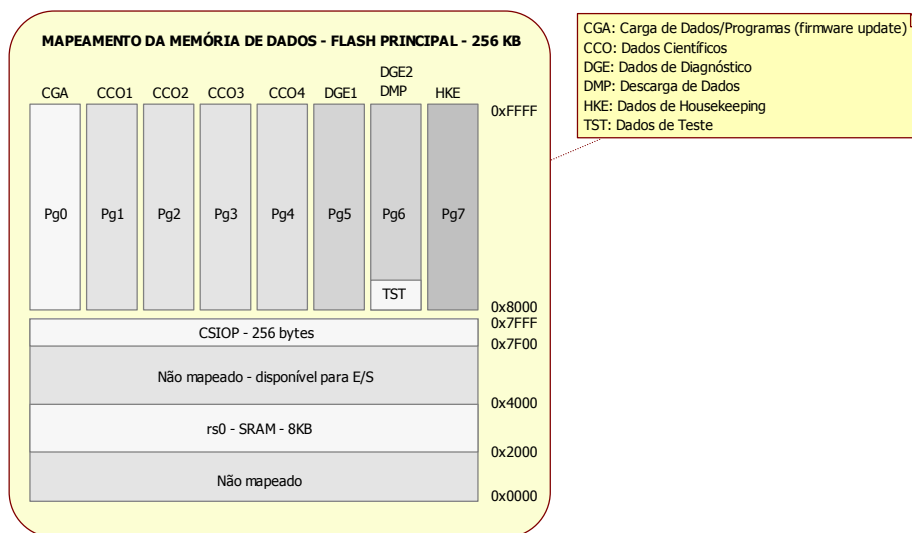 MAPEAMENTO DA MEMÓRIA DE DADOS - FLASH PRINCIPAL - 256 KB
CGA CCO1 CCO2 CCO3 CCO4 DGE1 DGE2 DMP HKE
0xFFFF
Pg0 Pg1 Pg2 Pg3 Pg4 Pg5 Pg6 Pg7
TST
0x8000
0x7FFF
CSIOP - 256 bytes
0x7F00
Não mapeado - disponível para E/S
0x4000
rs0 - SRAM - 8KB
0x2000
Não mapeado
0x0000
CGA: Carga de Dados/Programas (firmware update)
CCO: Dados Científicos
DGE: Dados de Diagnóstico
DMP: Descarga de Dados
HKE: Dados de Housekeeping
TST: Dados de Teste